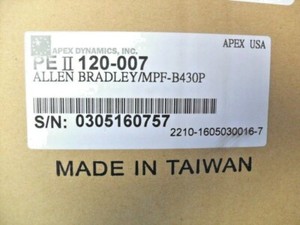 APEX DYNAMICS, INC.
APEX USA
PE II 120-007
ALLEN BRADLEY/MPF-B430P
S/N: 0305160757
2210-1605030016-7
MADE IN TAIWAN